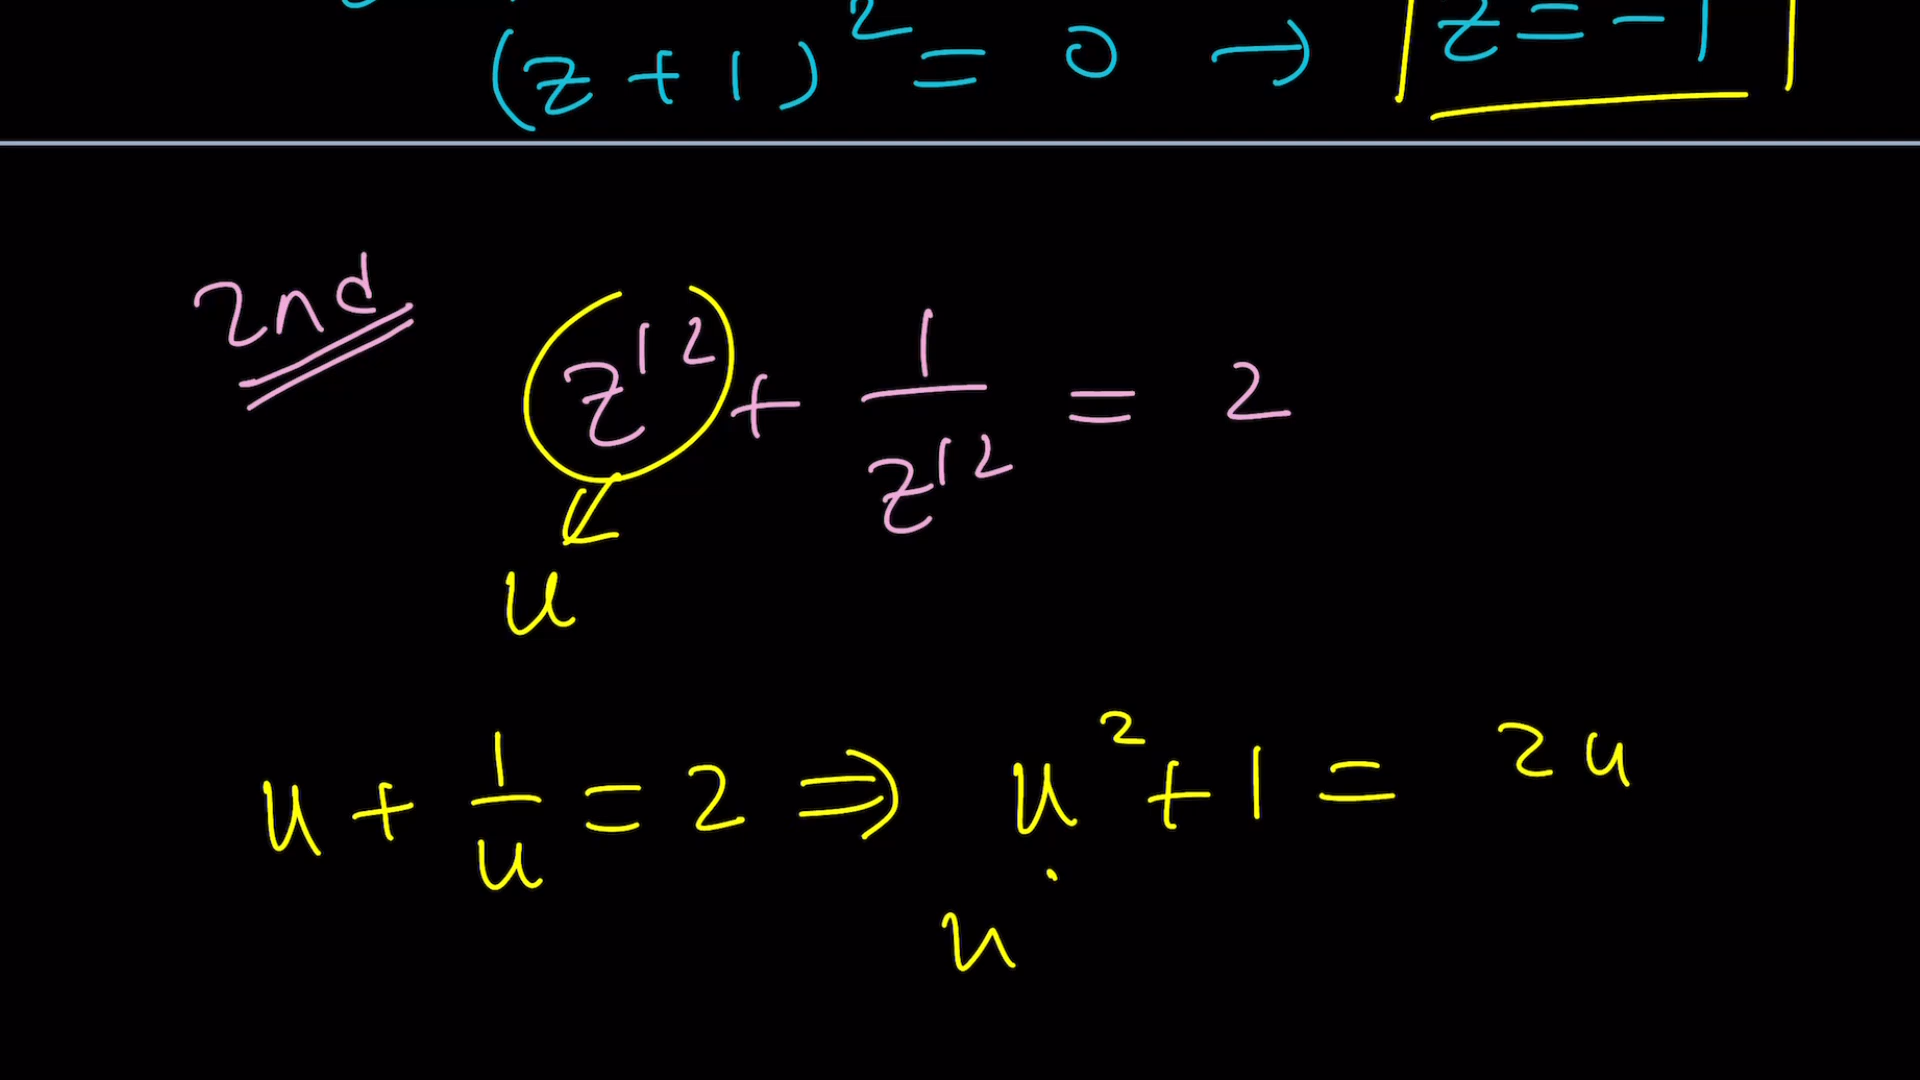 (z + 1)² = 0 → z = -1
2nd
z¹² + 1/z¹² = 2
u
u + 1/u = 2 ⇒ u² + 1 = 2u
u